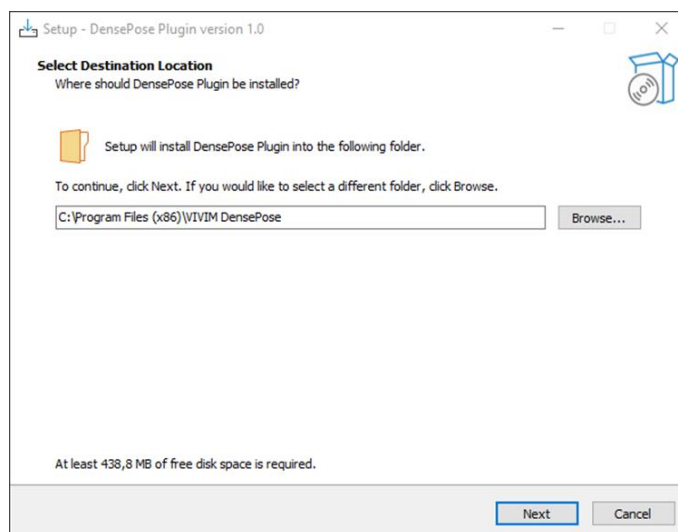 Setup - DensePose Plugin version 1.0
Select Destination Location
Where should DensePose Plugin be installed?
Setup will install DensePose Plugin into the following folder.
To continue, click Next. If you would like to select a different folder, click Browse.
C:\Program Files (x86)\VIVIM DensePose
Browse...
At least 438,8 MB of free disk space is required.
Next
Cancel